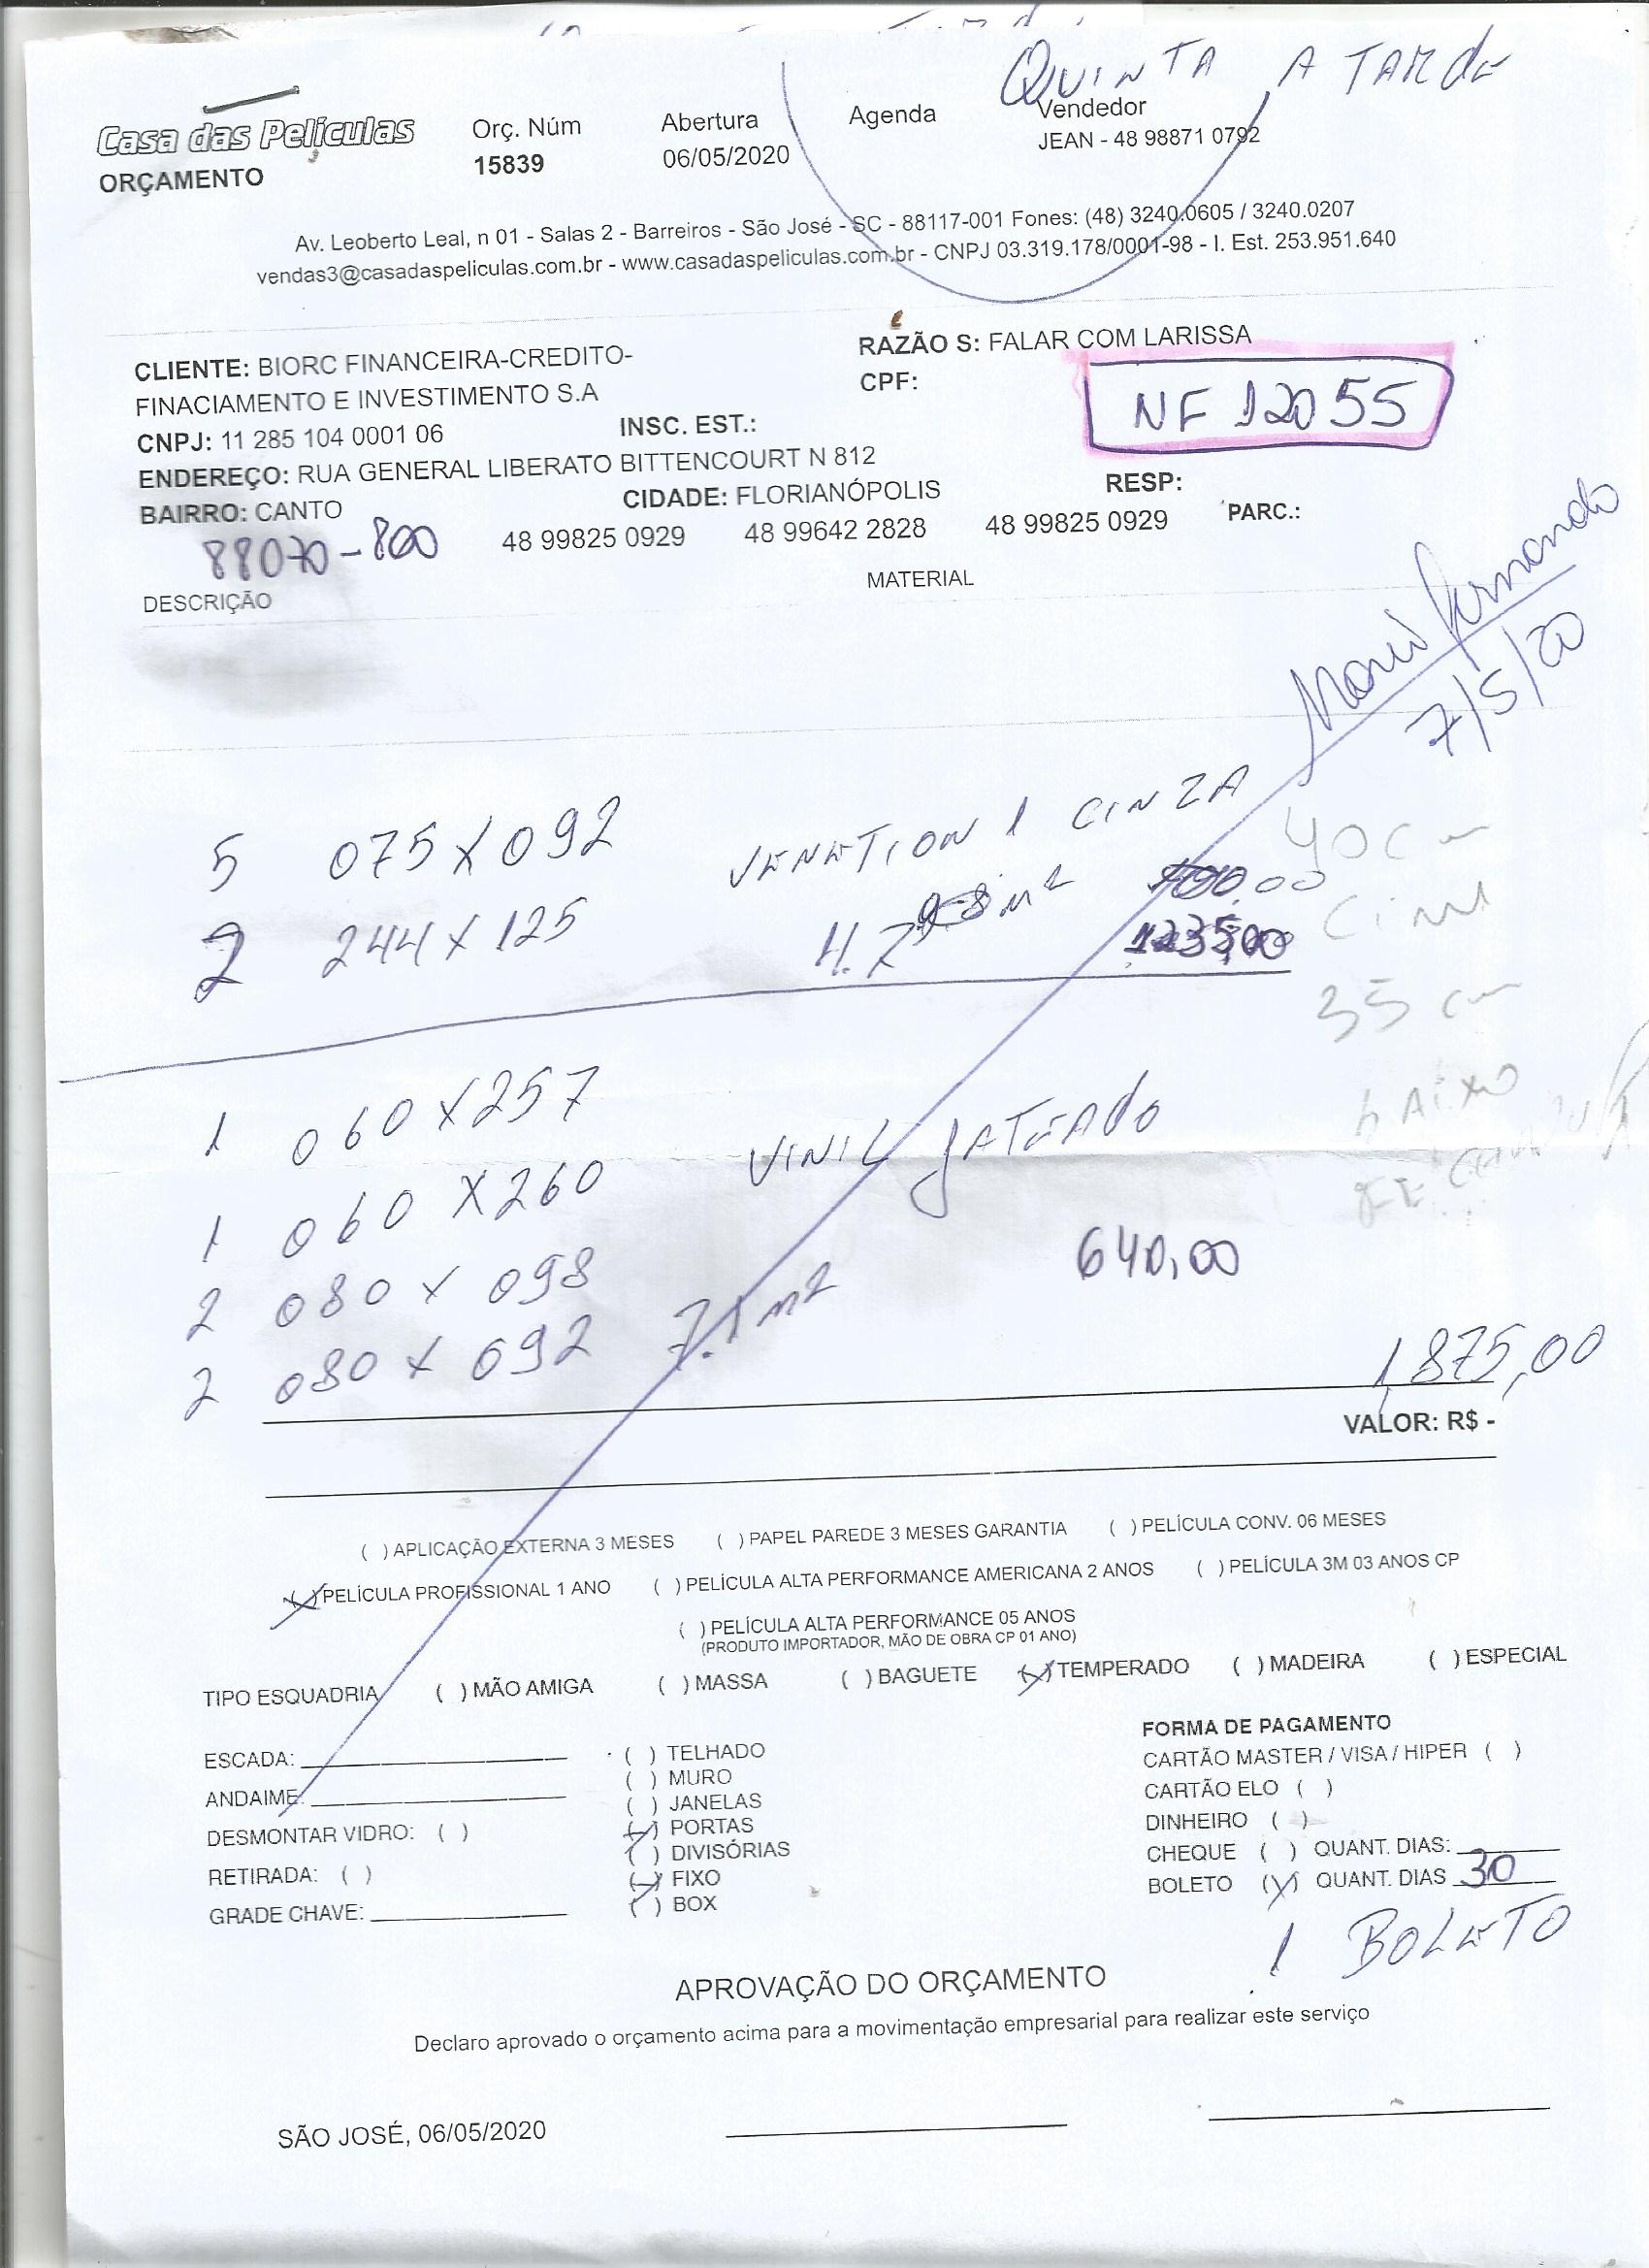 QUINTA A TARDE
Casa das Películas
ORÇAMENTO
Orç. Núm
15839
Abertura
06/05/2020
Agenda
Vendedor
JEAN - 48 98871 0792
Av. Leoberto Leal, n 01 - Salas 2 - Barreiros - São José - SC - 88117-001 Fones: (48) 3240.0605 / 3240.0207
vendas3@casadaspeliculas.com.br - www.casadaspeliculas.com.br - CNPJ 03.319.178/0001-98 - I. Est. 253.951.640
CLIENTE: BIORC FINANCEIRA-CREDITO-
FINACIAMENTO E INVESTIMENTO S.A
RAZÃO S: FALAR COM LARISSA
CPF:
NF 12055
CNPJ: 11 285 104 0001 06 INSC. EST.:
ENDEREÇO: RUA GENERAL LIBERATO BITTENCOURT N 812
BAIRRO: CANTO CIDADE: FLORIANÓPOLIS RESP:
88070-800 48 99825 0929 48 99642 2828 48 99825 0929 PARC.:
DESCRIÇÃO MATERIAL
7/5/20
5 075 X 092 VENETION 1 CINZA
40 cm
2 244 X 125
1235,00
35 cm
1 060 X 257 VINIL JATEADO
BAIXO
1 060 X 260
640,00
2 080 X 098
2 080 X 092 7.1 m²
1,875,00
VALOR: R$ -
( ) APLICAÇÃO EXTERNA 3 MESES ( ) PAPEL PAREDE 3 MESES GARANTIA ( ) PELÍCULA CONV. 06 MESES
(X) PELÍCULA PROFISSIONAL 1 ANO ( ) PELÍCULA ALTA PERFORMANCE AMERICANA 2 ANOS ( ) PELÍCULA 3M 03 ANOS CP
( ) PELÍCULA ALTA PERFORMANCE 05 ANOS
(PRODUTO IMPORTADOR, MÃO DE OBRA CP 01 ANO)
TIPO ESQUADRIA ( ) MÃO AMIGA ( ) MASSA ( ) BAGUETE (X) TEMPERADO ( ) MADEIRA ( ) ESPECIAL
ESCADA:
ANDAIME:
DESMONTAR VIDRO: ( )
RETIRADA: ( )
GRADE CHAVE:
( ) TELHADO
( ) MURO
( ) JANELAS
(X) PORTAS
( ) DIVISÓRIAS
(X) FIXO
( ) BOX
FORMA DE PAGAMENTO
CARTÃO MASTER / VISA / HIPER ( )
CARTÃO ELO ( )
DINHEIRO ( )
CHEQUE ( ) QUANT. DIAS:
BOLETO (X) QUANT. DIAS 30
1 BOLETO
APROVAÇÃO DO ORÇAMENTO
Declaro aprovado o orçamento acima para a movimentação empresarial para realizar este serviço
SÃO JOSÉ, 06/05/2020